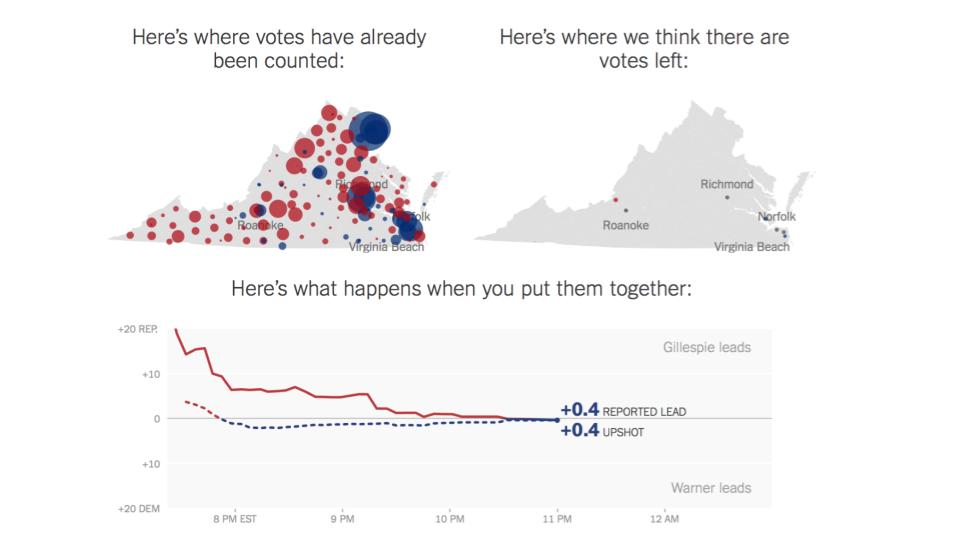 Here's where votes have already
been counted:
Here's where we think there are
votes left:
Richmond
Norfolk
Roanoke
Virginia Beach
Richmond
Norfolk
Roanoke
Virginia Beach
Here's what happens when you put them together:
+20 REP.
Gillespie leads
+10
+0.4 REPORTED LEAD
0
+0.4 UPSHOT
+10
Warner leads
+20 DEM
8 PM EST
9 PM
10 PM
11 PM
12 AM